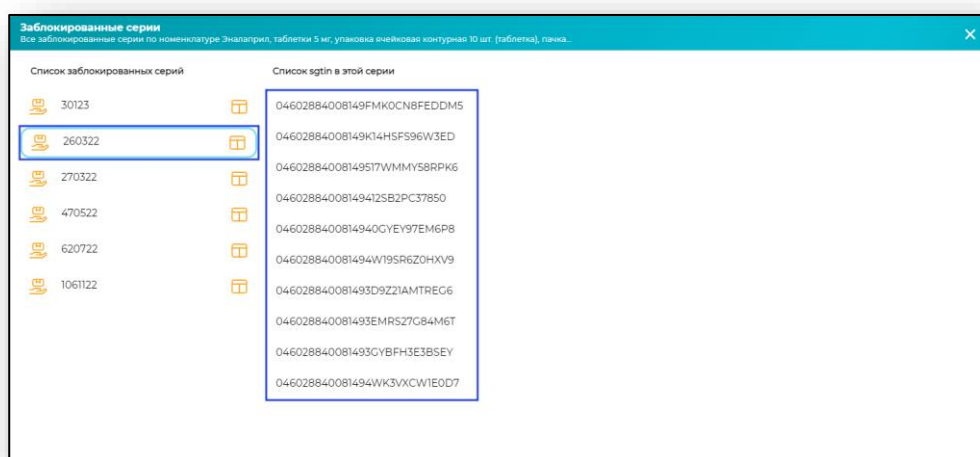 Заблокированные серии
Все заблокированные серии по номенклатуре Эналаприл, таблетки 5 мг, упаковка ячейковая контурная 10 шт. (таблетка), пачка...
Список заблокированных серий
Список sgtin в этой серии
30123
260322
270322
470522
620722
1061122
04602884008149FMK0CN8FEDDM5
04602884008149K14HSFS96W3ED
04602884008149517WMMY58RPK6
04602884008149412SB2PC37850
0460288400814940GYEY97EM6P8
046028840081494W19SR6Z0HXV9
046028840081493D9Z21AMTREG6
046028840081493EMRS27G84M6T
046028840081493GYBFH3E3BSEY
046028840081494WK3VXCW1E0D7